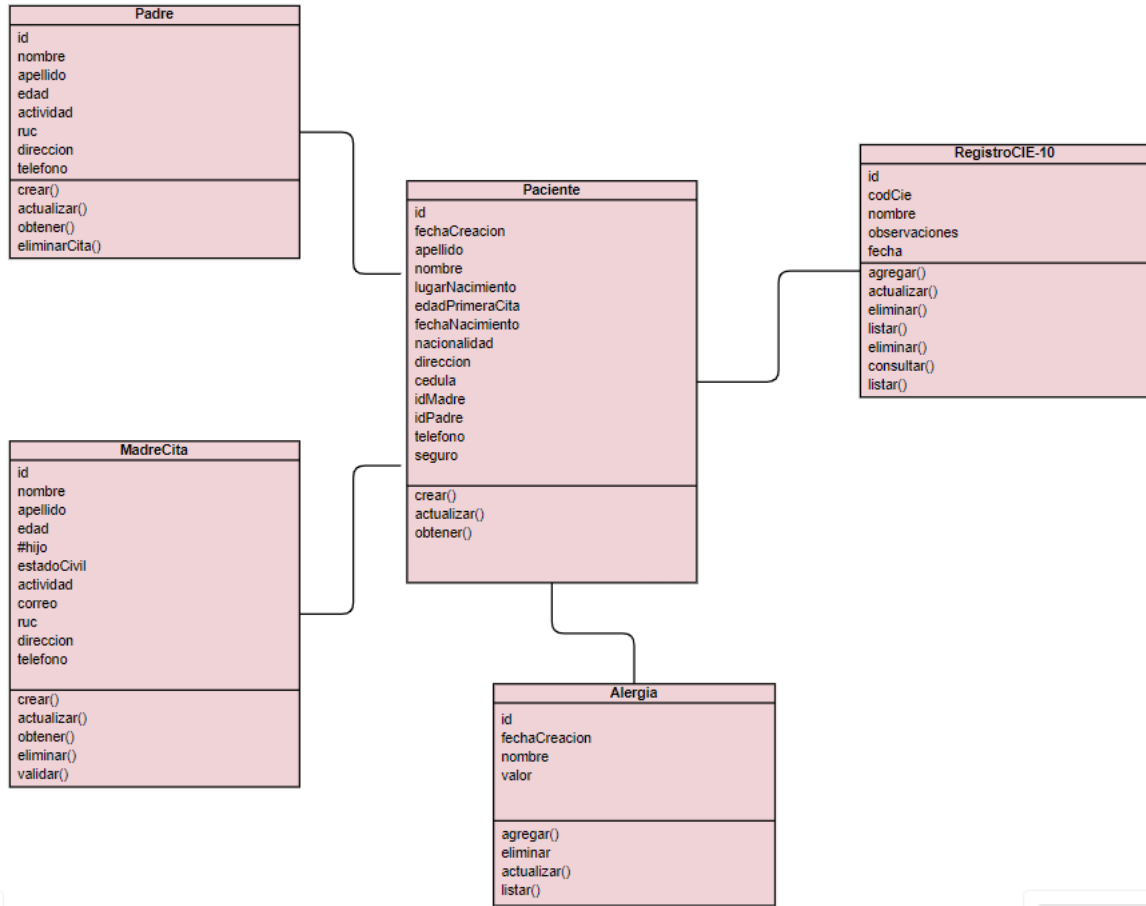 Padre
id
nombre
apellido
edad
actividad
ruc
direccion
telefono
crear()
actualizar()
obtener()
eliminarCita()
Paciente
id
fechaCreacion
apellido
nombre
lugarNacimiento
edadPrimeraCita
fechaNacimiento
nacionalidad
direccion
cedula
idMadre
idPadre
telefono
seguro
crear()
actualizar()
obtener()
RegistroCIE-10
id
codCie
nombre
observaciones
fecha
agregar()
actualizar()
eliminar()
listar()
eliminar()
consultar()
listar()
MadreCita
id
nombre
apellido
edad
#hijo
estadoCivil
actividad
correo
ruc
direccion
telefono
crear()
actualizar()
obtener()
eliminar()
validar()
Alergia
id
fechaCreacion
nombre
valor
agregar()
eliminar
actualizar()
listar()